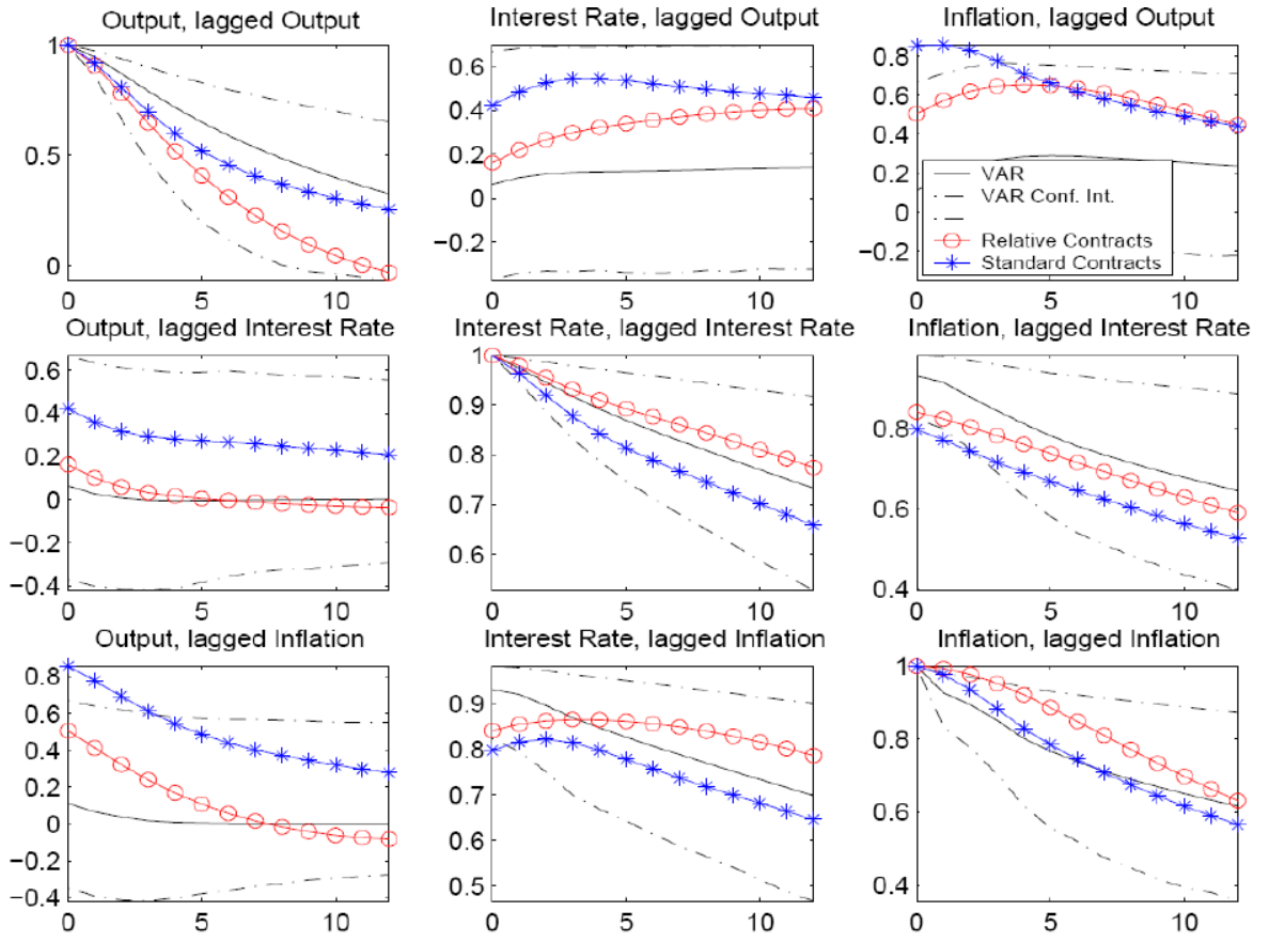 Output, lagged Output
Interest Rate, lagged Output
Inflation, lagged Output
1
0.5
0
0 5 10
0.6
0.4
0.2
0
−0.2
0 5 10
0.8
0.6
0.4
0.2
0
−0.2
VAR
VAR Conf. Int.
Relative Contracts
Standard Contracts
0 5 10
Output, lagged Interest Rate
Interest Rate, lagged Interest Rate
Inflation, lagged Interest Rate
0.6
0.4
0.2
0
−0.2
−0.4
0 5 10
1
0.9
0.8
0.7
0.6
0 5 10
0.8
0.6
0.4
0 5 10
Output, lagged Inflation
Interest Rate, lagged Inflation
Inflation, lagged Inflation
0.8
0.6
0.4
0.2
0
−0.2
−0.4
0 5 10
0.9
0.8
0.7
0.6
0.5
0 5 10
1
0.8
0.6
0.4
0 5 10